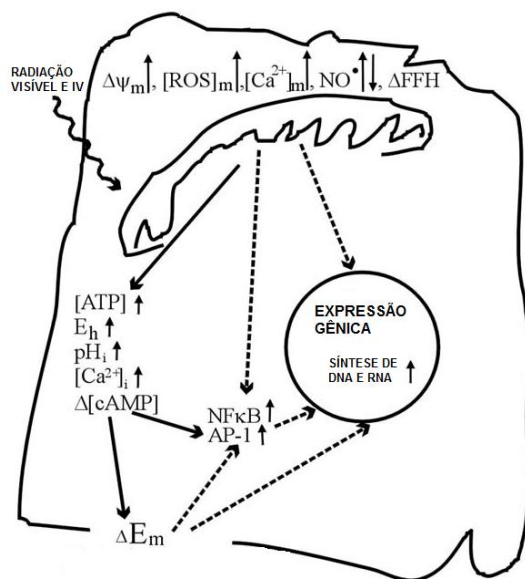 RADIAÇÃO
VISÍVEL E IV
Δψm↑, [ROS]m↑,[Ca²⁺]m↑, NO•↑↓, ΔFFH
[ATP] ↑
Eh ↑
pHi ↑
[Ca²⁺]i ↑
Δ[cAMP]
EXPRESSÃO
GÊNICA
SÍNTESE DE
DNA E RNA ↑
NFκB ↑
AP-1 ↑
ΔEm